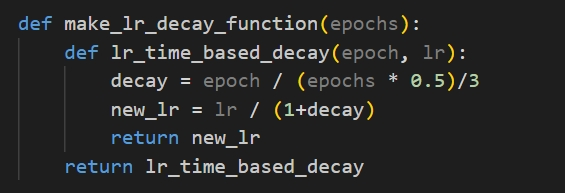 def make_lr_decay_function(epochs):
    def lr_time_based_decay(epoch, lr):
        decay = epoch / (epochs * 0.5)/3
        new_lr = lr / (1+decay)
        return new_lr
    return lr_time_based_decay